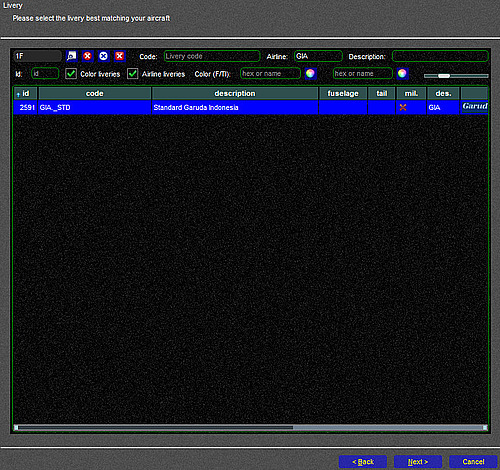 Livery
Please select the livery best matching your aircraft
1F Code: Livery code Airline: GIA Description:
Id: id Color liveries Airline liveries Color (F/Tl): hex or name hex or name
id code description fuselage tail mil. des.
2591 GIA_STD Standard Garuda Indonesia GIA Garud
< Back Next > Cancel